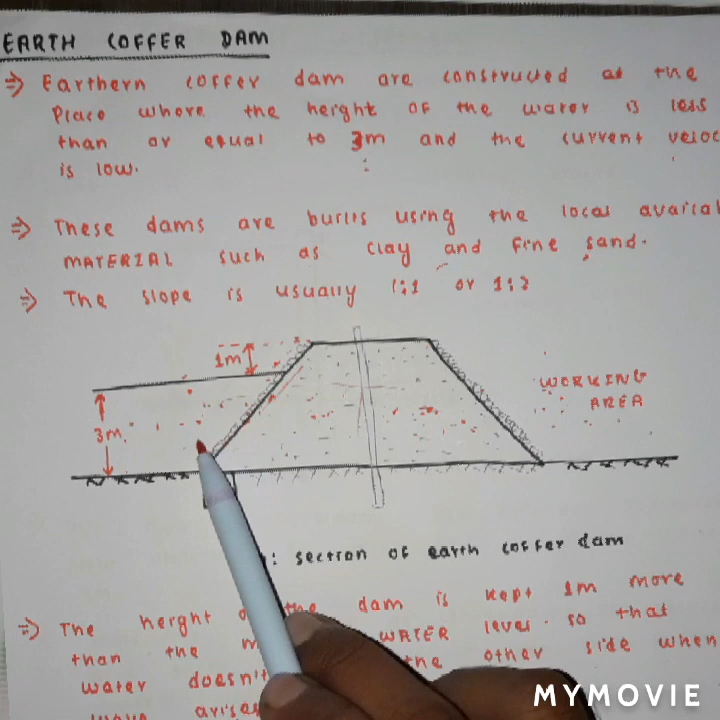 EARTH COFFER DAM
⇒ Earthern coffer dam are constructed at the
place where the height of the water is less
than or equal to 3m and the current veloc
is low.
⇒ These dams are builts using the local availa
MATERIAL such as clay and fine sand.
⇒ The slope is usually 1:1 or 1:2
1m
3m
WORKING
AREA
: section of earth coffer dam
⇒ The height the dam is kept 1m more
than the WATER level. so that
water doesn't the other side when
wave arises
MYMOVIE